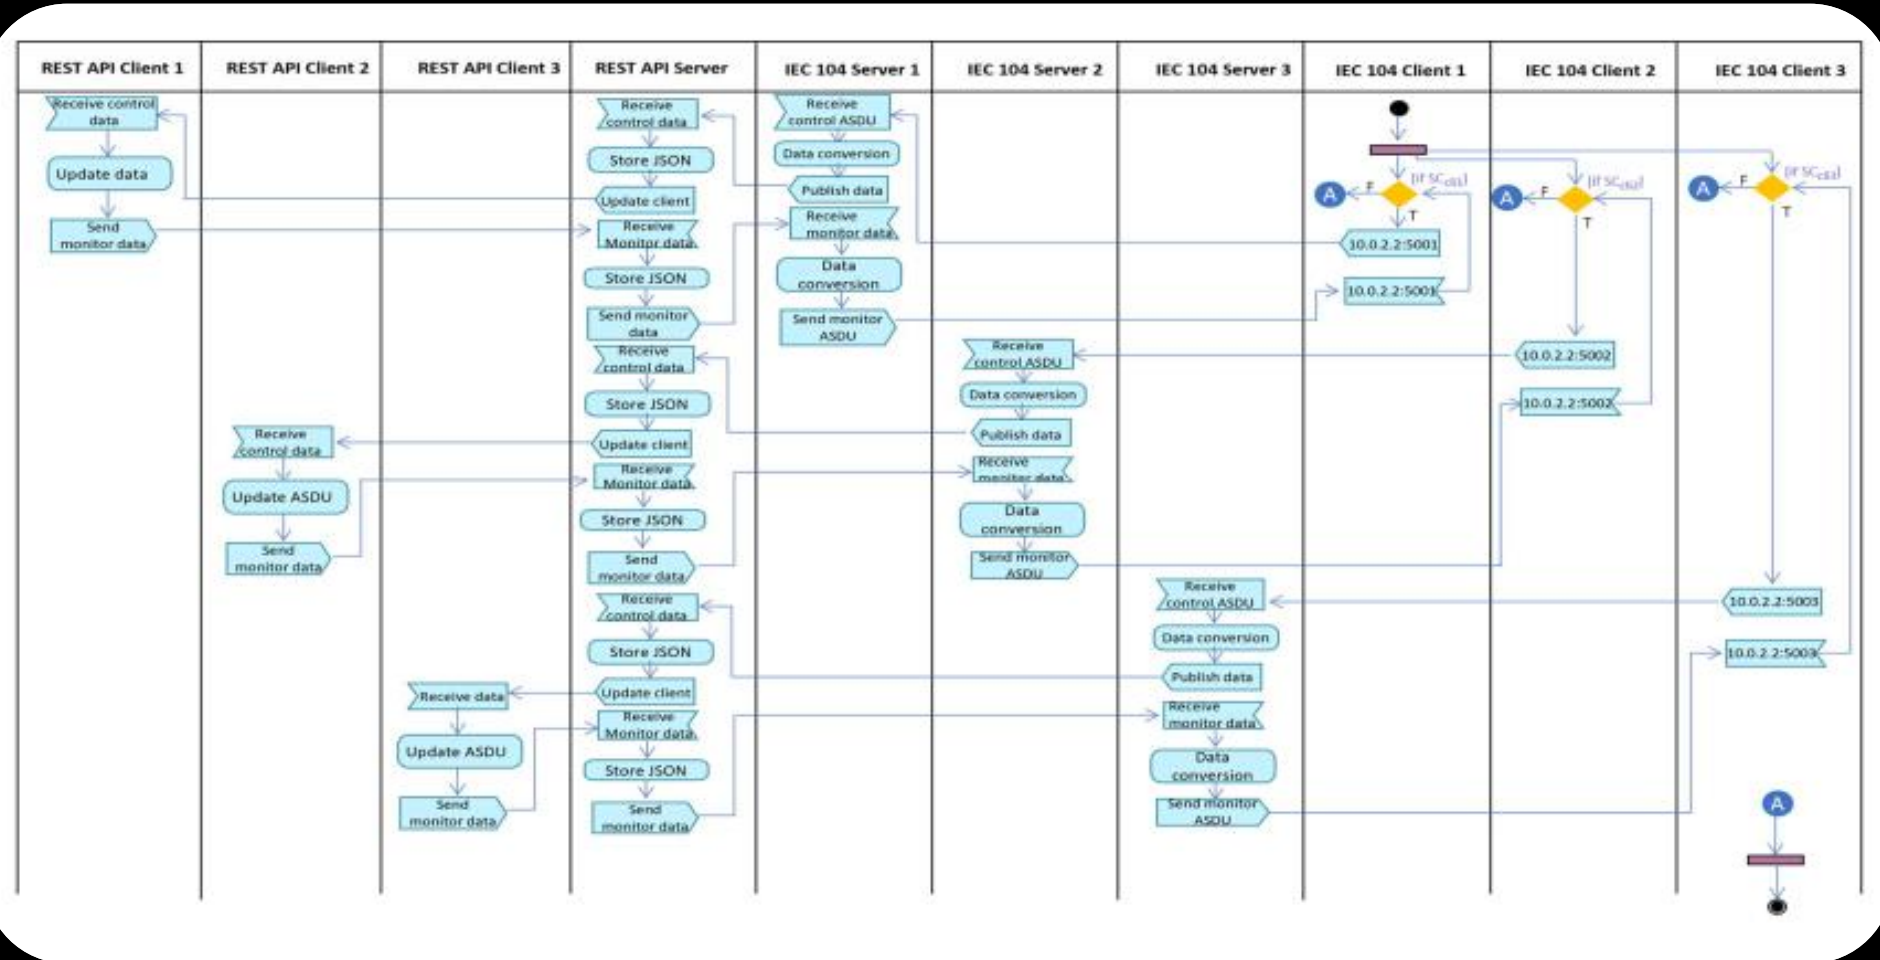 REST API Client 1
REST API Client 2
REST API Client 3
REST API Server
IEC 104 Server 1
IEC 104 Server 2
IEC 104 Server 3
IEC 104 Client 1
IEC 104 Client 2
IEC 104 Client 3
Receive control
data
Update data
Send
monitor data
Receive
control data
Update ASDU
Send
monitor data
Receive data
Update ASDU
Send
monitor data
Receive
control data
Store JSON
Update client
Receive
Monitor data
Store JSON
Send monitor
data
Receive
control data
Store JSON
Update client
Receive
Monitor data
Store JSON
Send
monitor data
Receive
control data
Store JSON
Update client
Receive
Monitor data
Store JSON
Send
monitor data
Receive
control ASDU
Data conversion
Publish data
Receive
monitor data
Data
conversion
Send monitor
ASDU
Receive
control ASDU
Data conversion
Publish data
Receive
monitor data
Data
conversion
Send monitor
ASDU
Receive
control ASDU
Data conversion
Publish data
Receive
monitor data
Data
conversion
Send monitor
ASDU
[if SC
A
F
T
10.0.2.2:5001
10.0.2.2:5001
[if SC
A
F
T
10.0.2.2:5002
10.0.2.2:5002
[if SC
A
F
T
10.0.2.2:5003
10.0.2.2:5003
A